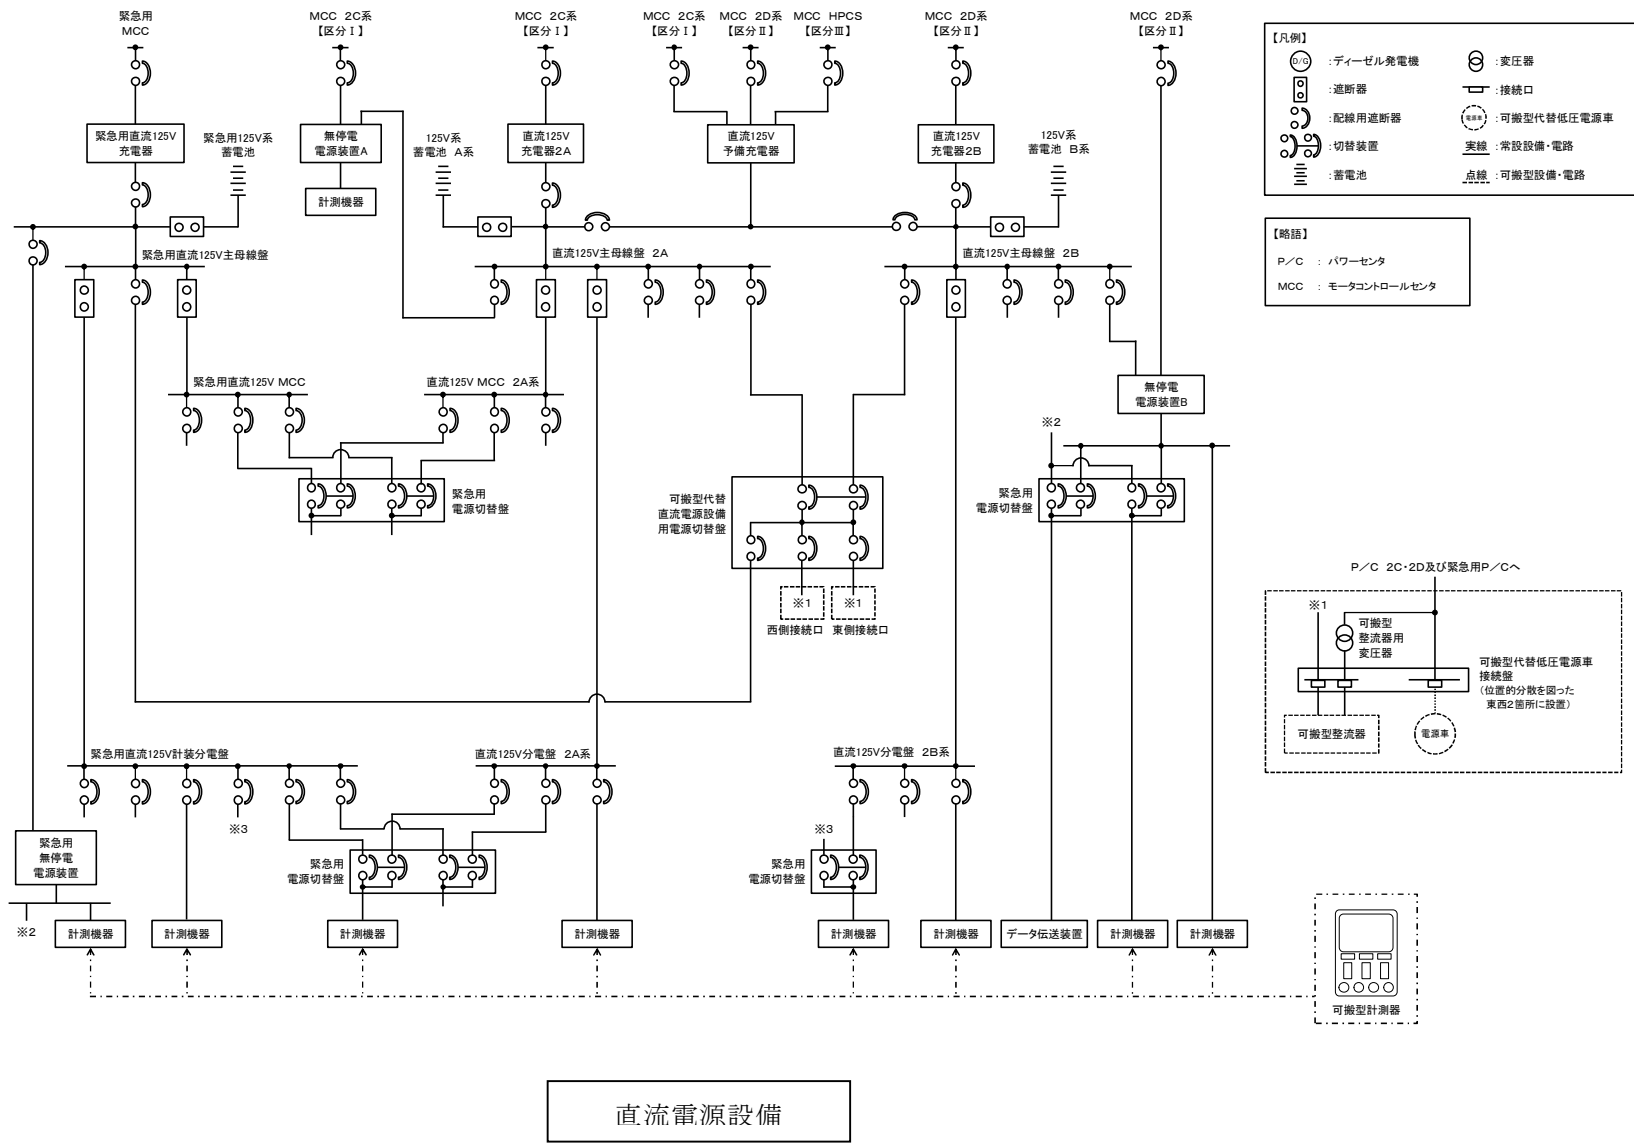 緊急用
MCC
MCC 2C系
【区分Ⅰ】
MCC 2C系
【区分Ⅰ】
MCC 2C系
【区分Ⅰ】
MCC 2D系
【区分Ⅱ】
MCC HPCS
【区分Ⅲ】
MCC 2D系
【区分Ⅱ】
MCC 2D系
【区分Ⅱ】
【凡例】
D/G
:ディーゼル発電機
:変圧器
:遮断器
:接続口
:配線用遮断器
電源車
:可搬型代替低圧電源車
:切替装置
実線
:常設設備・電路
:蓄電池
点線
:可搬型設備・電路
緊急用直流125V
充電器
緊急用125V系
蓄電池
無停電
電源装置A
125V系
蓄電池 A系
直流125V
充電器2A
直流125V
予備充電器
直流125V
充電器2B
125V系
蓄電池 B系
計測機器
【略語】
P/C : パワーセンタ
MCC : モータコントロールセンタ
緊急用直流125V主母線盤
直流125V主母線盤 2A
直流125V主母線盤 2B
緊急用直流125V MCC
直流125V MCC 2A系
無停電
電源装置B
※2
緊急用
電源切替盤
可搬型代替
直流電源設備
用電源切替盤
緊急用
電源切替盤
※1
※1
西側接続口
東側接続口
P/C 2C・2D及び緊急用P/Cへ
※1
可搬型
整流器用
変圧器
可搬型代替低圧電源車
接続盤
(位置的分散を図った
東西2箇所に設置)
可搬型整流器
電源車
緊急用直流125V計装分電盤
直流125V分電盤 2A系
直流125V分電盤 2B系
※3
※3
緊急用
無停電
電源装置
緊急用
電源切替盤
緊急用
電源切替盤
※2
計測機器
計測機器
計測機器
計測機器
計測機器
計測機器
データ伝送装置
計測機器
計測機器
可搬型計測器
直流電源設備